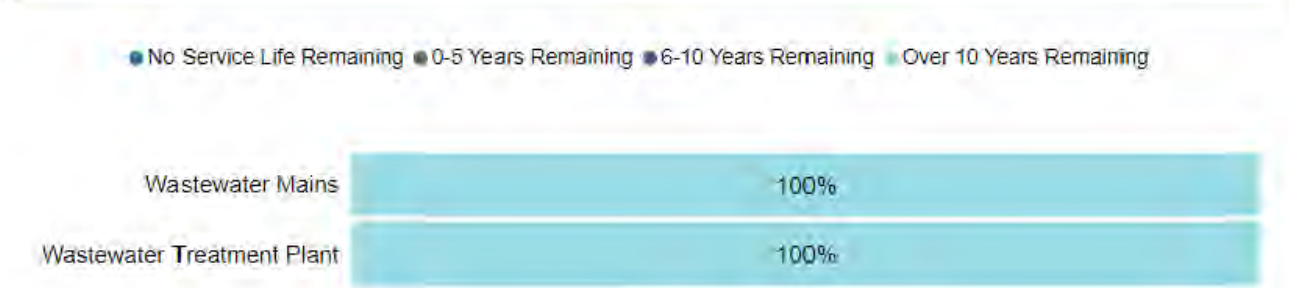 No Service Life Remaining 0-5 Years Remaining 6-10 Years Remaining Over 10 Years Remaining
Wastewater Mains 100%
Wastewater Treatment Plant 100%